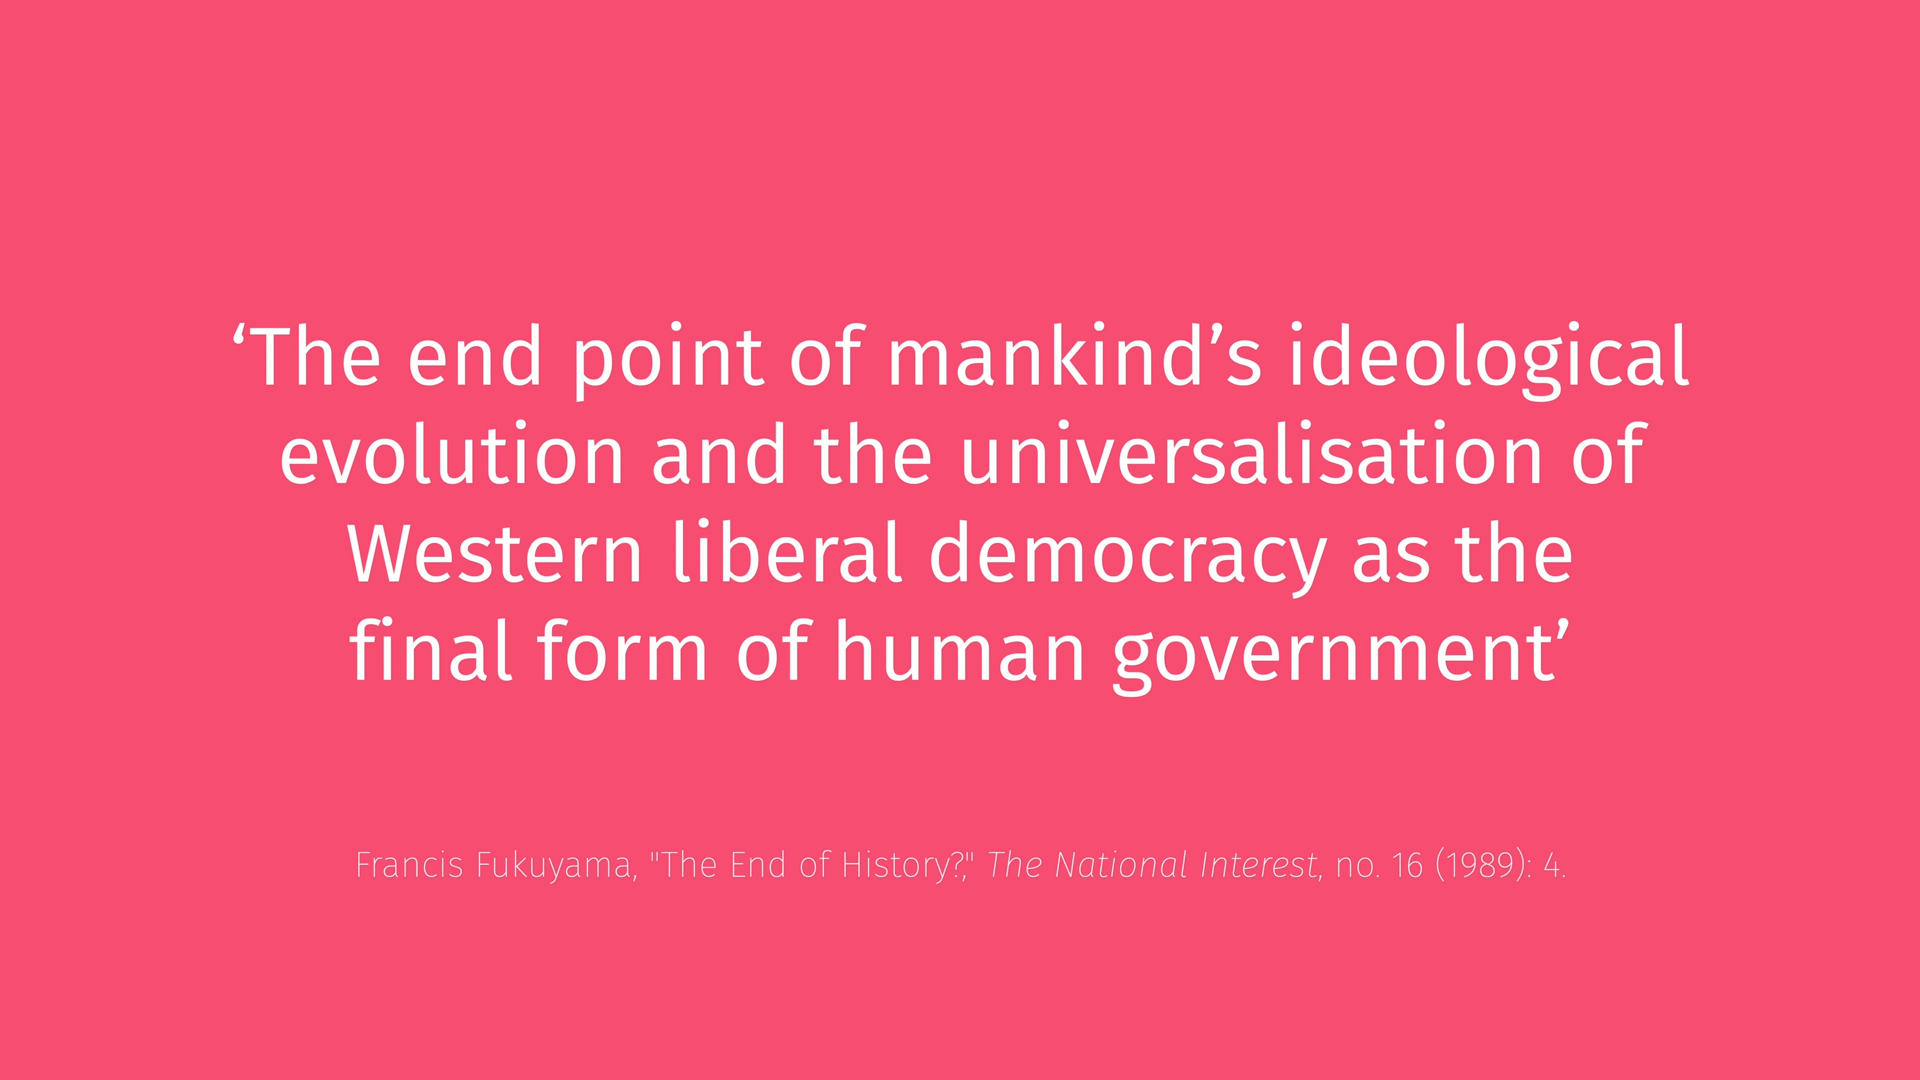 ‘The end point of mankind’s ideological
evolution and the universalisation of
Western liberal democracy as the
final form of human government’
Francis Fukuyama, "The End of History?," The National Interest, no. 16 (1989): 4.